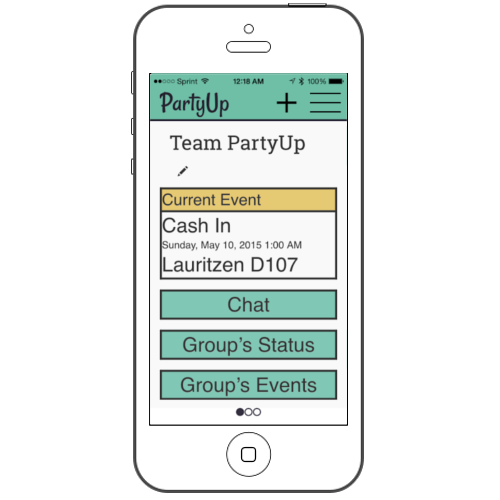 Sprint 12:18 AM 100%
PartyUp
Team PartyUp
Current Event
Cash In
Sunday, May 10, 2015 1:00 AM
Lauritzen D107
Chat
Group's Status
Group's Events